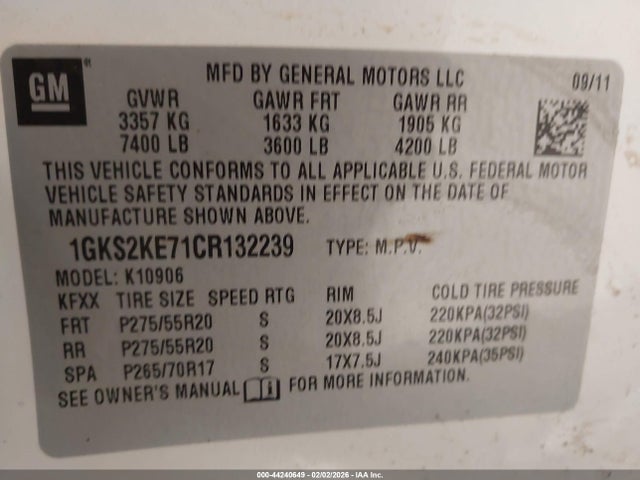 GM
MFD BY GENERAL MOTORS LLC 09/11
GVWR GAWR FRT GAWR RR
3357 KG 1633 KG 1905 KG
7400 LB 3600 LB 4200 LB
THIS VEHICLE CONFORMS TO ALL APPLICABLE U.S. FEDERAL MOTOR
VEHICLE SAFETY STANDARDS IN EFFECT ON THE DATE OF
MANUFACTURE SHOWN ABOVE.
1GKS2KE71CR132239 TYPE: M.P.V.
MODEL: K10906
KFXX TIRE SIZE SPEED RTG RIM COLD TIRE PRESSURE
FRT P275/55R20 S 20X8.5J 220KPA(32PSI)
RR P275/55R20 S 20X8.5J 220KPA(32PSI)
SPA P265/70R17 S 17X7.5J 240KPA(35PSI)
SEE OWNER'S MANUAL FOR MORE INFORMATION.
000-44240649 - 02/02/2026 - IAA Inc.